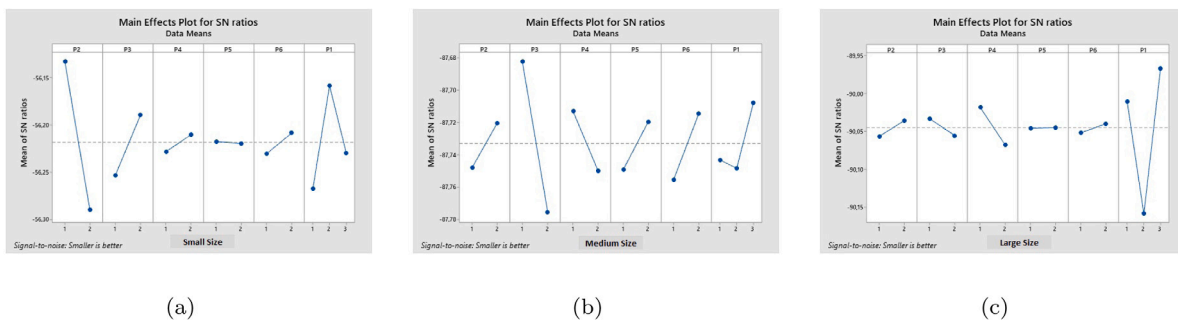 Main Effects Plot for SN ratios
Data Means
P2 P3 P4 P5 P6 P1
Mean of SN ratios
-56,15
-56,20
-56,25
-56,30
1 2 1 2 1 2 1 2 1 2 1 2 3
Signal-to-noise: Smaller is better
Small Size
(a)
Main Effects Plot for SN ratios
Data Means
P2 P3 P4 P5 P6 P1
Mean of SN ratios
-87,68
-87,70
-87,72
-87,74
-87,76
-87,78
1 2 1 2 1 2 1 2 1 2 1 2 3
Signal-to-noise: Smaller is better
Medium Size
(b)
Main Effects Plot for SN ratios
Data Means
P2 P3 P4 P5 P6 P1
Mean of SN ratios
-89,95
-90,00
-90,05
-90,10
-90,15
1 2 1 2 1 2 1 2 1 2 1 2 3
Signal-to-noise: Smaller is better
Large Size
(c)